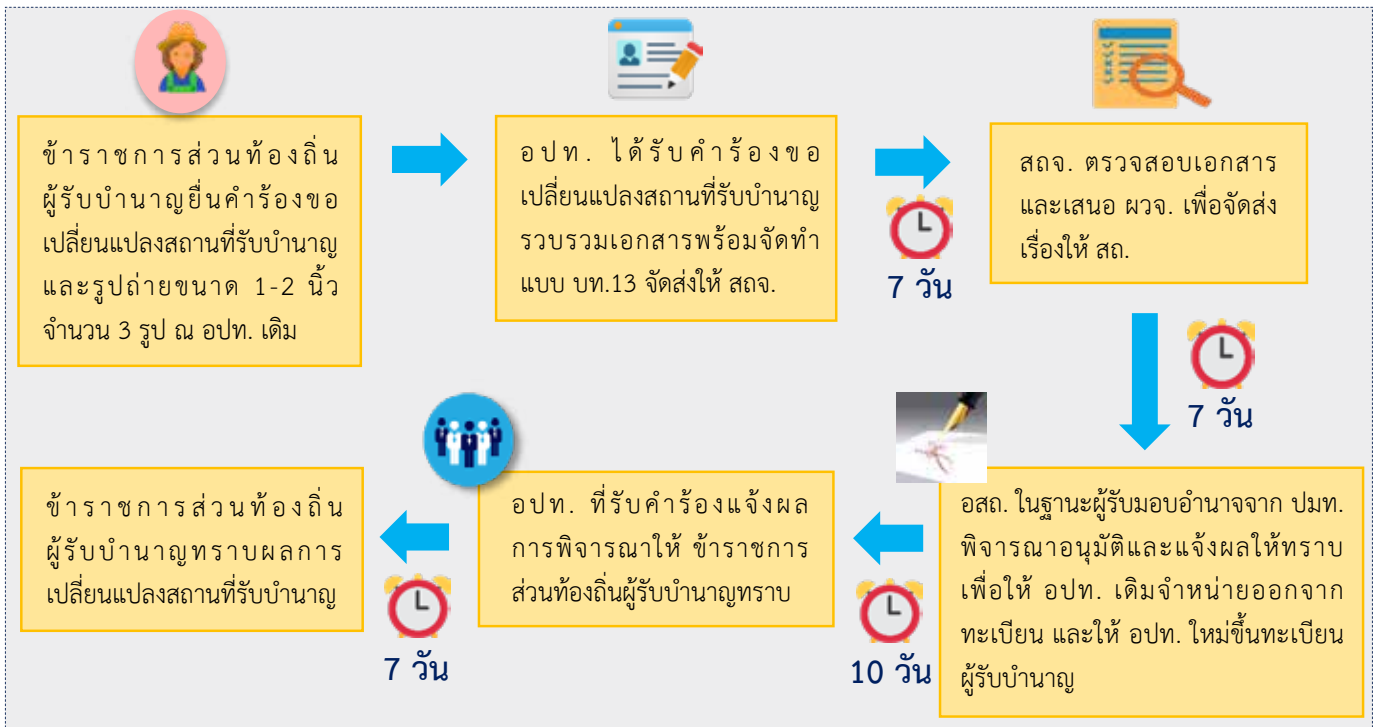 ข้าราชการส่วนท้องถิ่น
ผู้รับบำนาญยื่นคำร้องขอ
เปลี่ยนแปลงสถานที่รับบำนาญ
และรูปถ่ายขนาด 1-2 นิ้ว
จำนวน 3 รูป ณ อปท. เดิม
อปท. ได้รับคำร้องขอ
เปลี่ยนแปลงสถานที่รับบำนาญ
รวบรวมเอกสารพร้อมจัดทำ
แบบ บท.13 จัดส่งให้ สถจ.
7 วัน
สถจ. ตรวจสอบเอกสาร
และเสนอ ผวจ. เพื่อจัดส่ง
เรื่องให้ สถ.
7 วัน
อสถ. ในฐานะผู้รับมอบอำนาจจาก ปมท.
พิจารณาอนุมัติและแจ้งผลให้ทราบ
เพื่อให้ อปท. เดิมจำหน่ายออกจาก
ทะเบียน และให้ อปท. ใหม่ขึ้นทะเบียน
ผู้รับบำนาญ
10 วัน
อปท. ที่รับคำร้องแจ้งผล
การพิจารณาให้ ข้าราชการ
ส่วนท้องถิ่นผู้รับบำนาญทราบ
7 วัน
ข้าราชการส่วนท้องถิ่น
ผู้รับบำนาญทราบผลการ
เปลี่ยนแปลงสถานที่รับบำนาญ